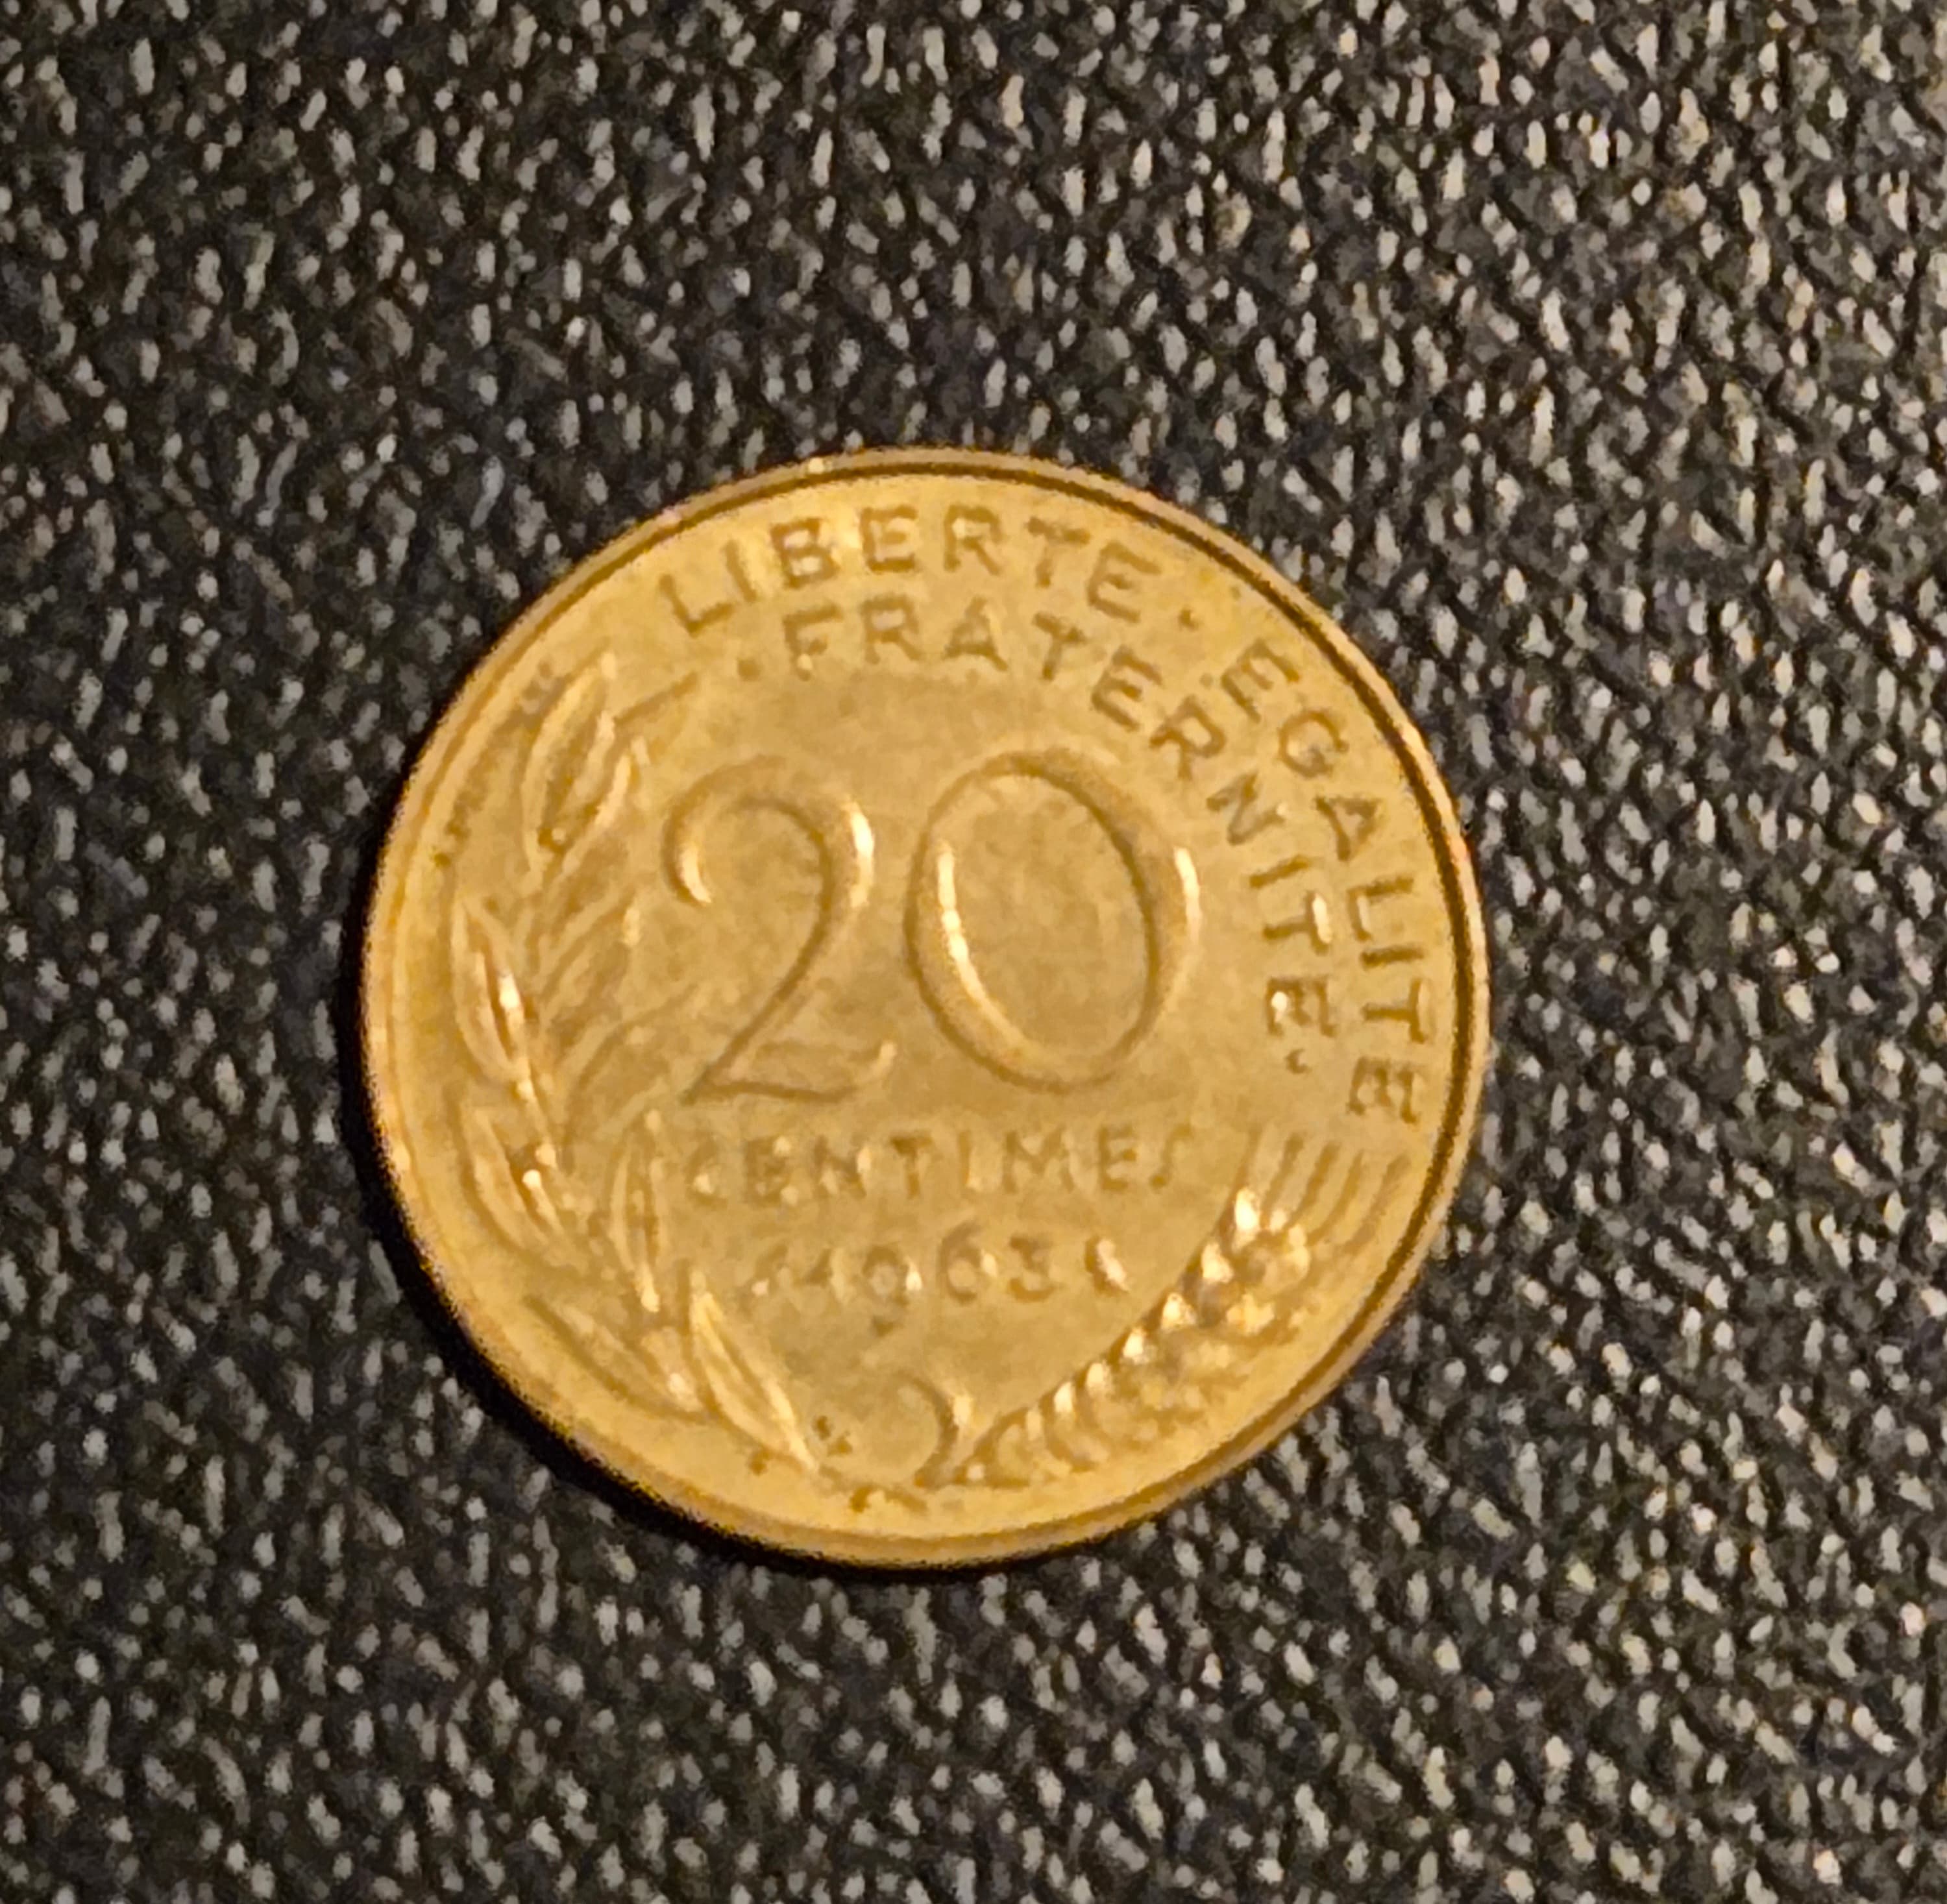 LIBERTE · EGALITE
· FRATERNITE ·
20
CENTIMES
1963